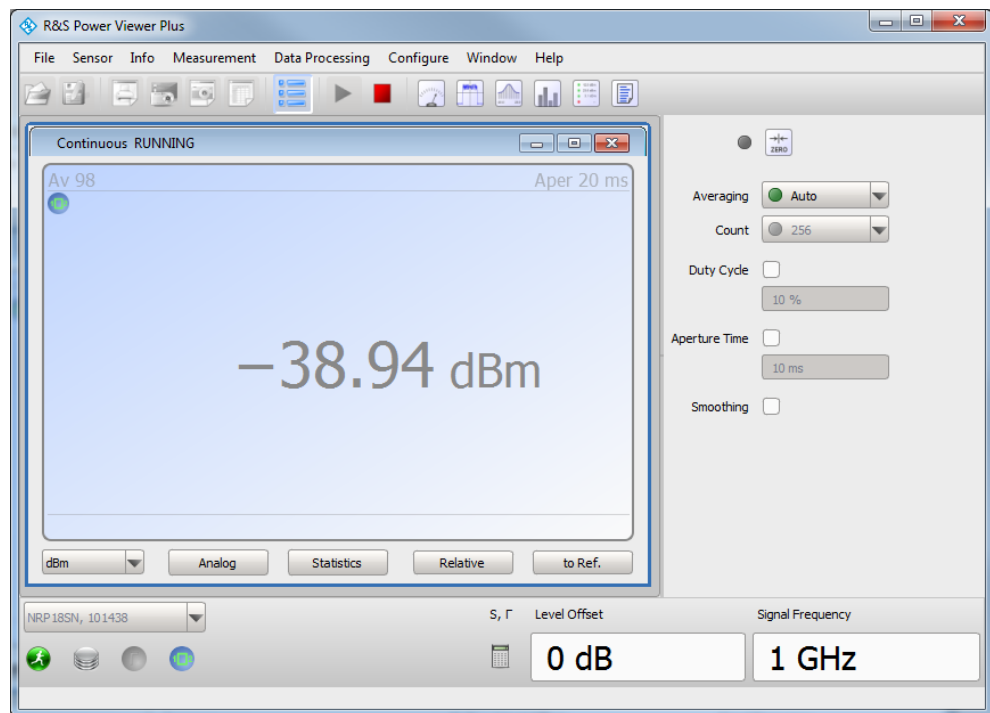 R&S Power Viewer Plus
File Sensor Info Measurement Data Processing Configure Window Help
Continuous RUNNING
Av 98 Aper 20 ms
−38.94 dBm
dBm Analog Statistics Relative to Ref.
ZERO
Averaging Auto
Count 256
Duty Cycle
10 %
Aperture Time
10 ms
Smoothing
NRP18SN, 101438
S, Γ Level Offset Signal Frequency
0 dB 1 GHz